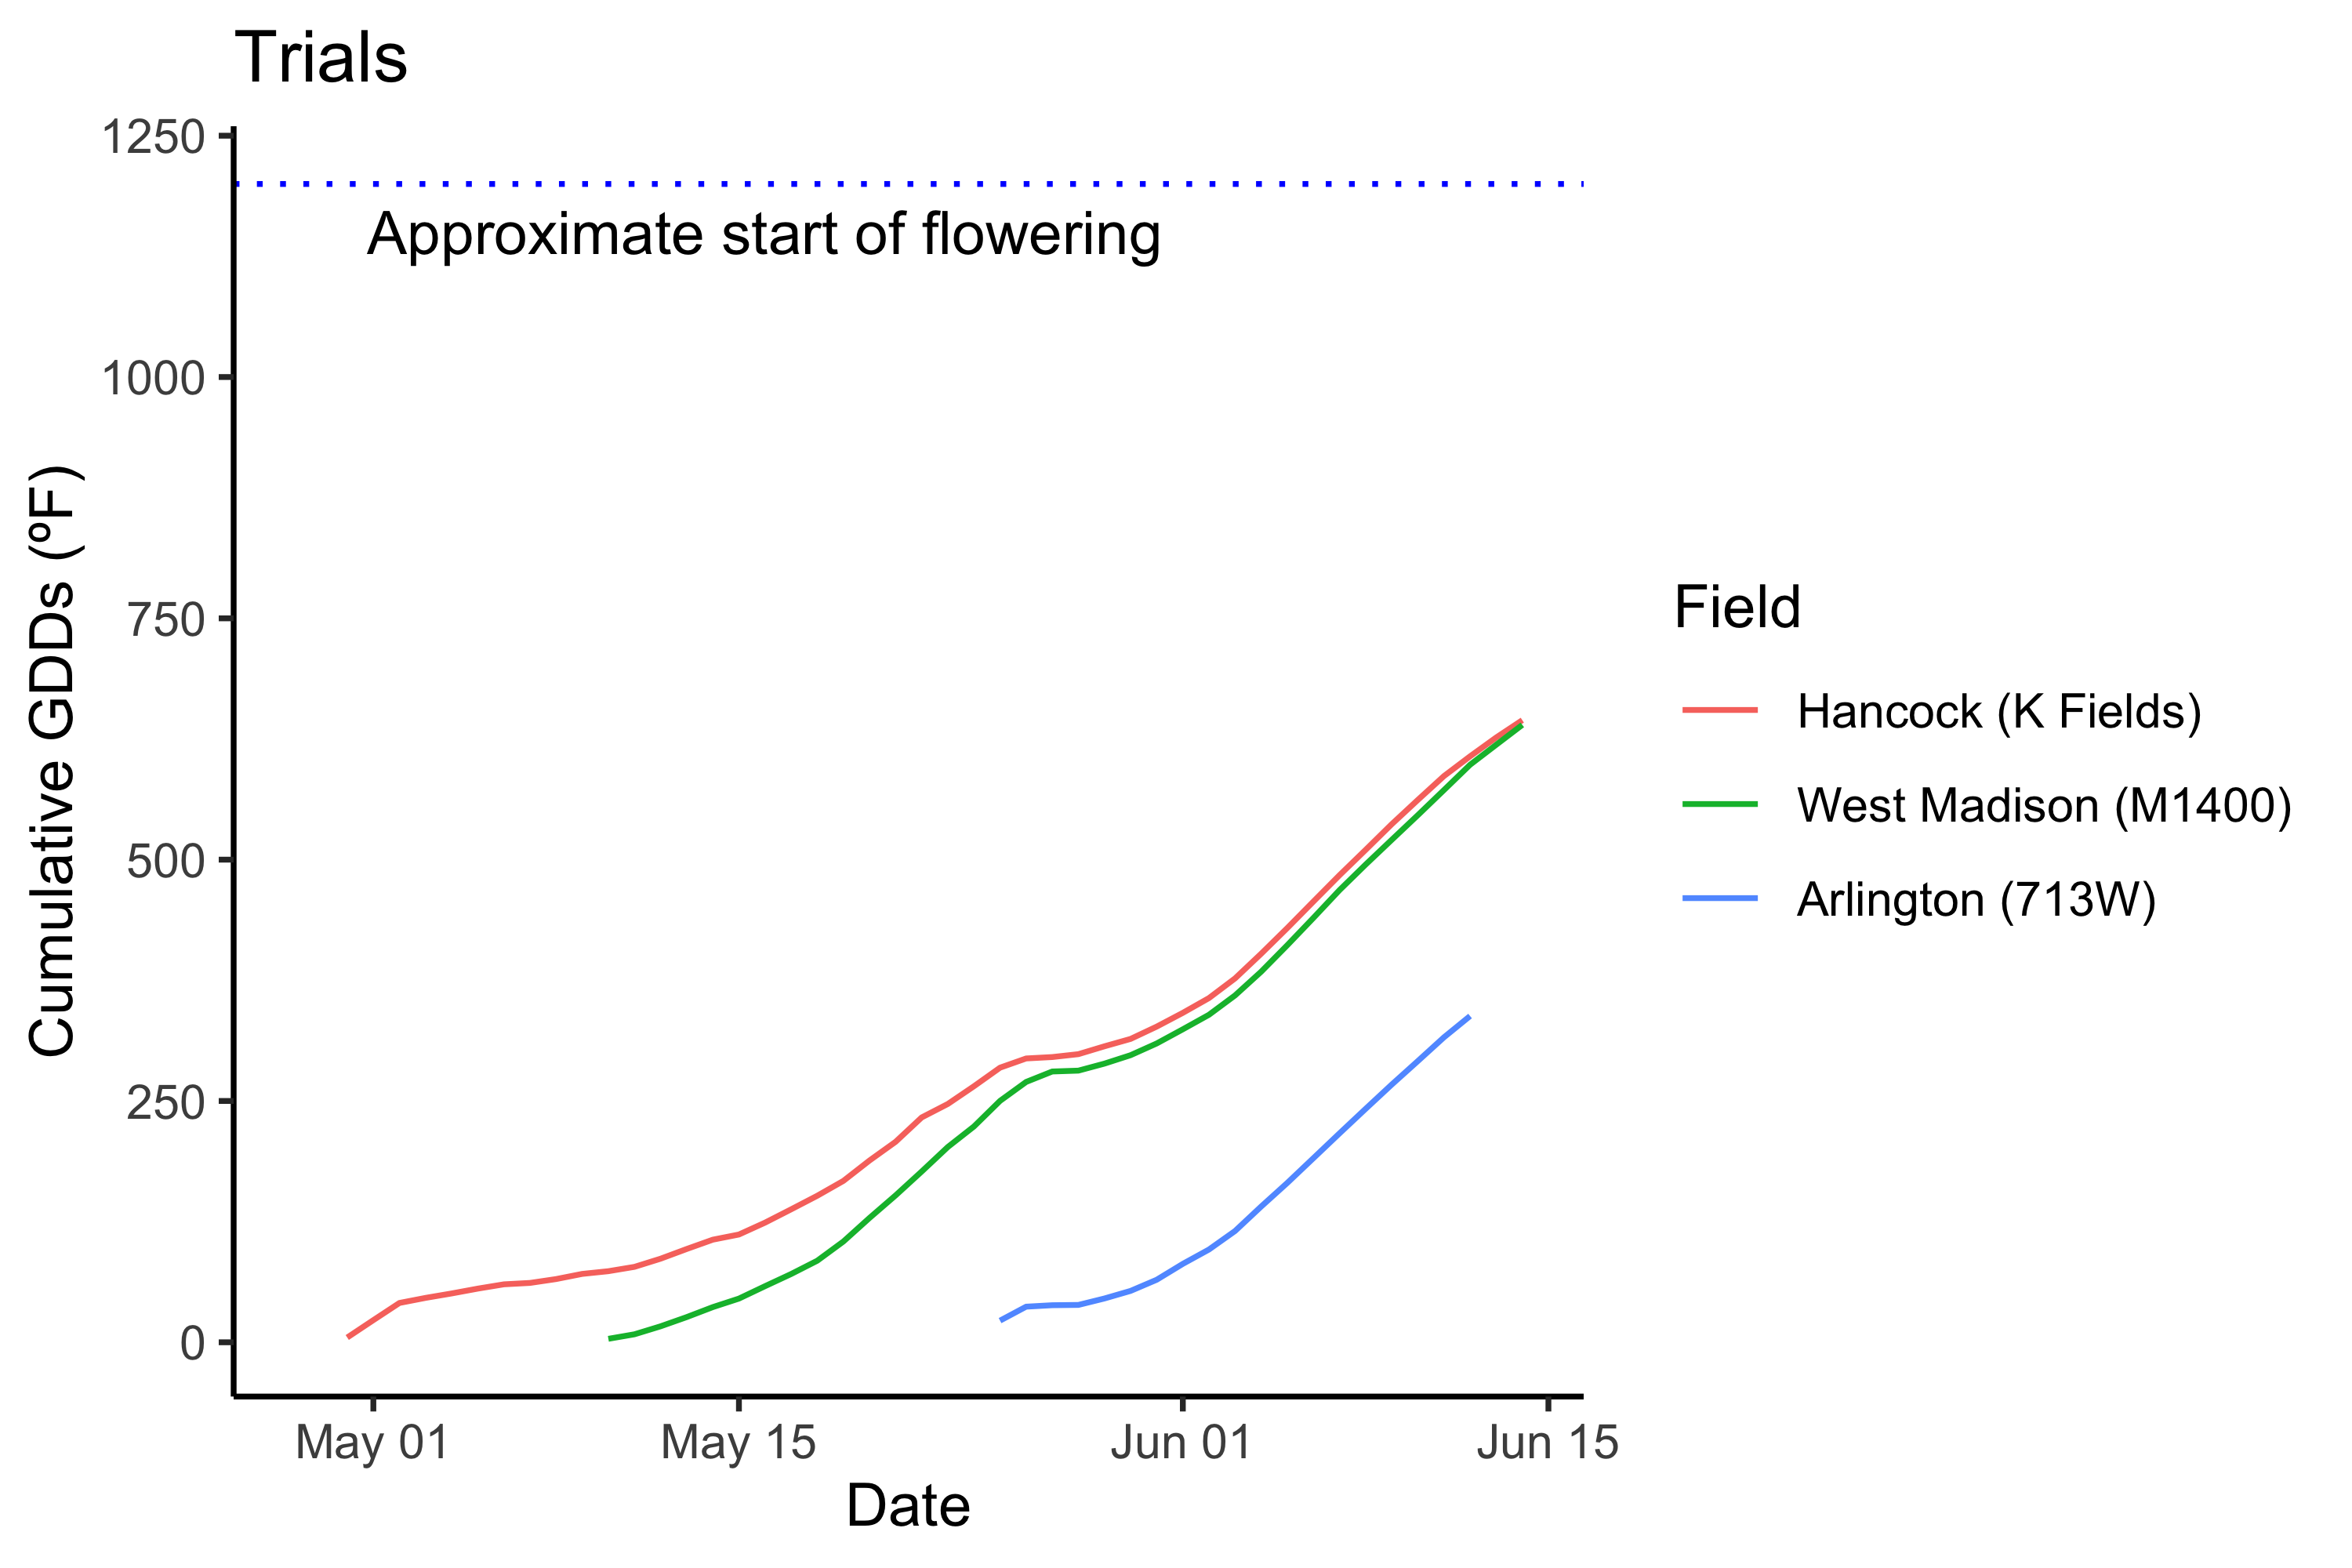 Trials
1250
Approximate start of flowering
1000
750
500
250
0
Cumulative GDDs (ºF)
May 01
May 15
Jun 01
Jun 15
Date
Field
Hancock (K Fields)
West Madison (M1400)
Arlington (713W)